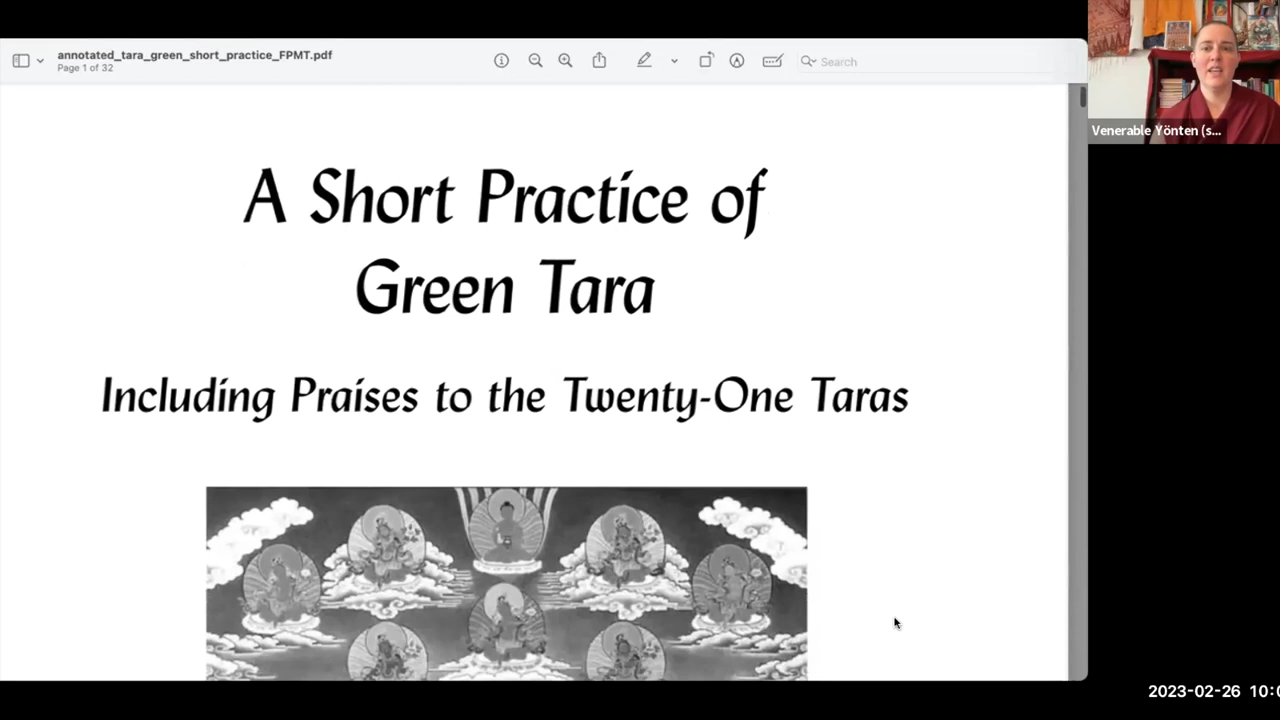 annotated_tara_green_short_practice_FPMT.pdf
Page 1 of 32
Search
A Short Practice of
Green Tara
Including Praises to the Twenty-One Taras
Venerable Yönten (s...
2023-02-26 10:0